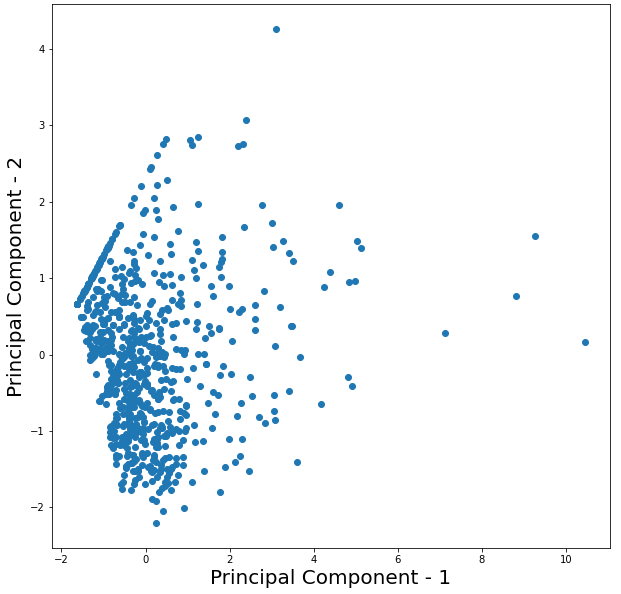 Principal Component - 2
4
3
2
1
0
−1
−2
−2 0 2 4 6 8 10
Principal Component - 1